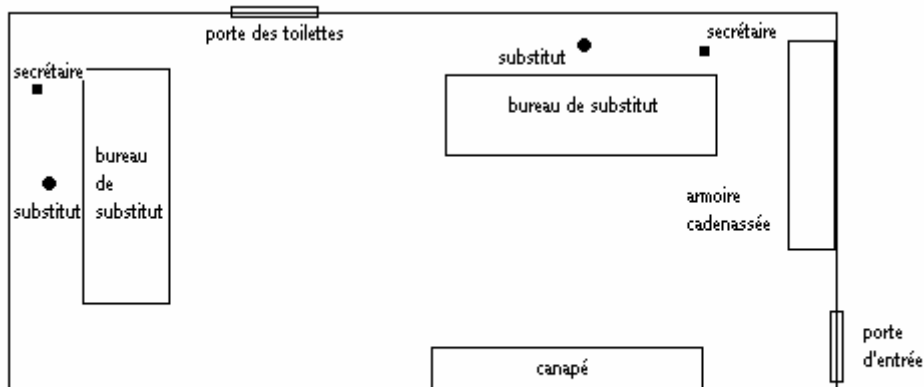 porte des toilettes
secrétaire
substitut
secrétaire
bureau de substitut
bureau
de
substitut
substitut
armoire
cadenassée
porte
d'entrée
canapé